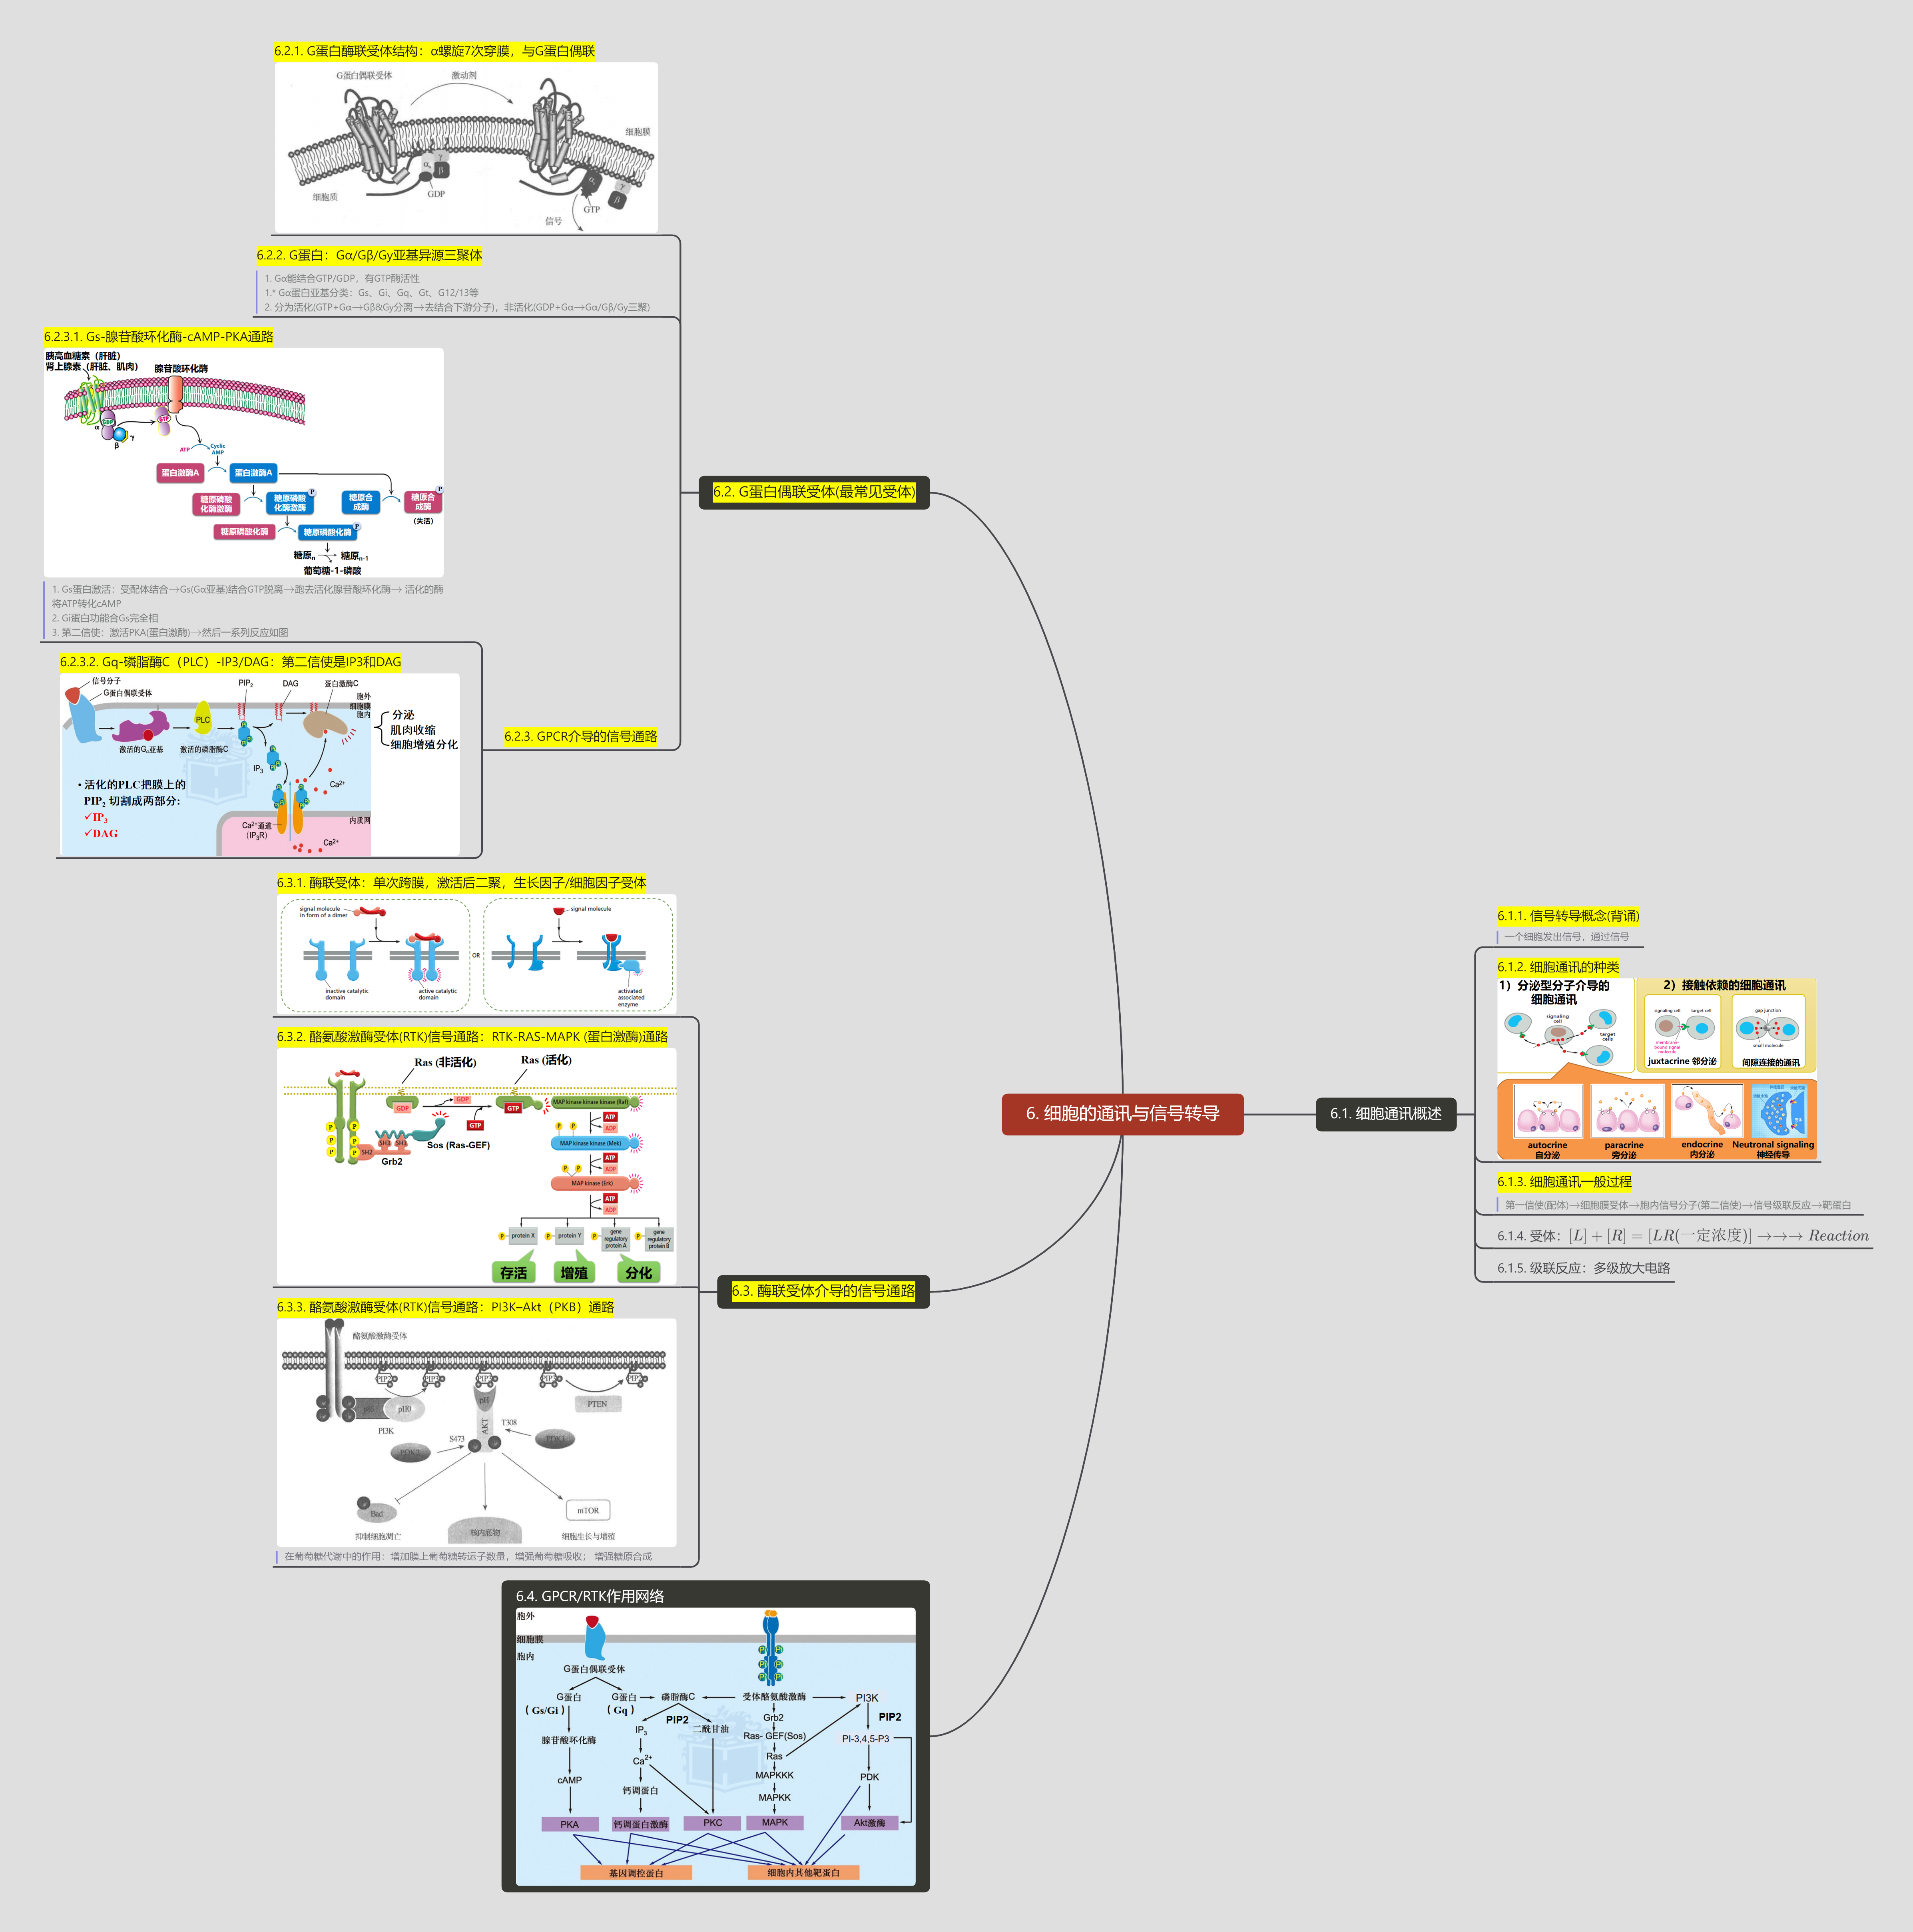 6. 细胞的通讯与信号转导
6.1. 细胞通讯概述
6.1.1. 信号转导概念(背诵)
一个细胞发出信号，通过信号
6.1.2. 细胞通讯的种类
1）分泌型分子介导的
细胞通讯
signaling
cell
target
cells
2）接触依赖的细胞通讯
signaling cell
target cell
membrane-
bound signal
molecule
juxtacrine 邻分泌
gap junction
small molecule
间隙连接的通讯
autocrine
自分泌
paracrine
旁分泌
endocrine
内分泌
Neutronal signaling
神经传导
6.1.3. 细胞通讯一般过程
第一信使(配体)→细胞膜受体→胞内信号分子(第二信使)→信号级联反应→靶蛋白
6.1.4. 受体：[L] + [R] = [LR(一定浓度)] →→→ Reaction
6.1.5. 级联反应：多级放大电路
6.2. G蛋白偶联受体(最常见受体)
6.2.1. G蛋白酶联受体结构：α螺旋7次穿膜，与G蛋白偶联
G蛋白偶联受体
激动剂
细胞膜
γ
β
GDP
细胞质
γ
β
GTP
信号
6.2.2. G蛋白：Gα/Gβ/Gy亚基异源三聚体
1. Gα能结合GTP/GDP，有GTP酶活性
1.* Gα蛋白亚基分类：Gs、Gi、Gq、Gt、G12/13等
2. 分为活化(GTP+Gα→Gβ&Gy分离→去结合下游分子)，非活化(GDP+Gα→Gα/Gβ/Gy三聚)
6.2.3. GPCR介导的信号通路
6.2.3.1. Gs-腺苷酸环化酶-cAMP-PKA通路
胰高血糖素（肝脏）
肾上腺素（肝脏、肌肉）
腺苷酸环化酶
GDP
GTP
α
β
γ
ATP
Cyclic
AMP
蛋白激酶A
蛋白激酶A
糖原磷酸
化酶激酶
糖原磷酸
化酶激酶
P
糖原合
成酶
糖原合
成酶
P
（失活）
糖原磷酸化酶
糖原磷酸化酶
P
糖原n
糖原n-1
葡萄糖-1-磷酸
1. Gs蛋白激活：受配体结合→Gs(Gα亚基)结合GTP脱离→跑去活化腺苷酸环化酶→ 活化的酶
将ATP转化cAMP
2. Gi蛋白功能合Gs完全相
3. 第二信使：激活PKA(蛋白激酶)→然后一系列反应如图
6.2.3.2. Gq-磷脂酶C（PLC）-IP3/DAG：第二信使是IP3和DAG
信号分子
G蛋白偶联受体
PIP2
DAG
蛋白激酶C
胞外
细胞膜
胞内
PLC
激活的Gq亚基
激活的磷脂酶C
IP3
Ca2+
分泌
肌肉收缩
细胞增殖分化
• 活化的PLC把膜上的
PIP2 切割成两部分:
✓IP3
✓DAG
Ca2+通道
(IP3R)
内质网
Ca2+
6.3. 酶联受体介导的信号通路
6.3.1. 酶联受体：单次跨膜，激活后二聚，生长因子/细胞因子受体
signal molecule
in form of a dimer
inactive catalytic
domain
active catalytic
domain
OR
signal molecule
activated
associated
enzyme
6.3.2. 酪氨酸激酶受体(RTK)信号通路：RTK-RAS-MAPK (蛋白激酶)通路
Ras (非活化)
Ras (活化)
GDP
GDP
GTP
GTP
P
P
P
P
P
P
SH2
SH3
SH3
Grb2
Sos (Ras-GEF)
MAP kinase kinase kinase (Raf)
ATP
ADP
P
P
MAP kinase kinase (Mek)
ATP
ADP
P
P
MAP kinase (Erk)
ATP
ADP
P
protein X
P
protein Y
P
gene
regulatory
protein A
P
gene
regulatory
protein B
存活
增殖
分化
6.3.3. 酪氨酸激酶受体(RTK)信号通路：PI3K–Akt（PKB）通路
酪氨酸激酶受体
PIP2
PIP3
PIP3
PIP3
PIP2
PI3K
pH
AKT
PTEN
T308
S473
PDK2
PDK1
Bad
抑制细胞凋亡
核内底物
mTOR
细胞生长与增殖
在葡萄糖代谢中的作用：增加膜上葡萄糖转运子数量，增强葡萄糖吸收； 增强糖原合成
6.4. GPCR/RTK作用网络
胞外
细胞膜
胞内
P
P
P
P
P
P
G蛋白偶联受体
G蛋白
（Gs/Gi）
G蛋白
（Gq）
磷脂酶C
受体酪氨酸激酶
PI3K
PIP2
PIP2
Grb2
IP3
二酰甘油
Ras- GEF(Sos)
腺苷酸环化酶
PI-3,4,5-P3
Ras
Ca2+
MAPKKK
PDK
cAMP
钙调蛋白
MAPKK
PKA
钙调蛋白激酶
PKC
MAPK
Akt激酶
基因调控蛋白
细胞内其他靶蛋白